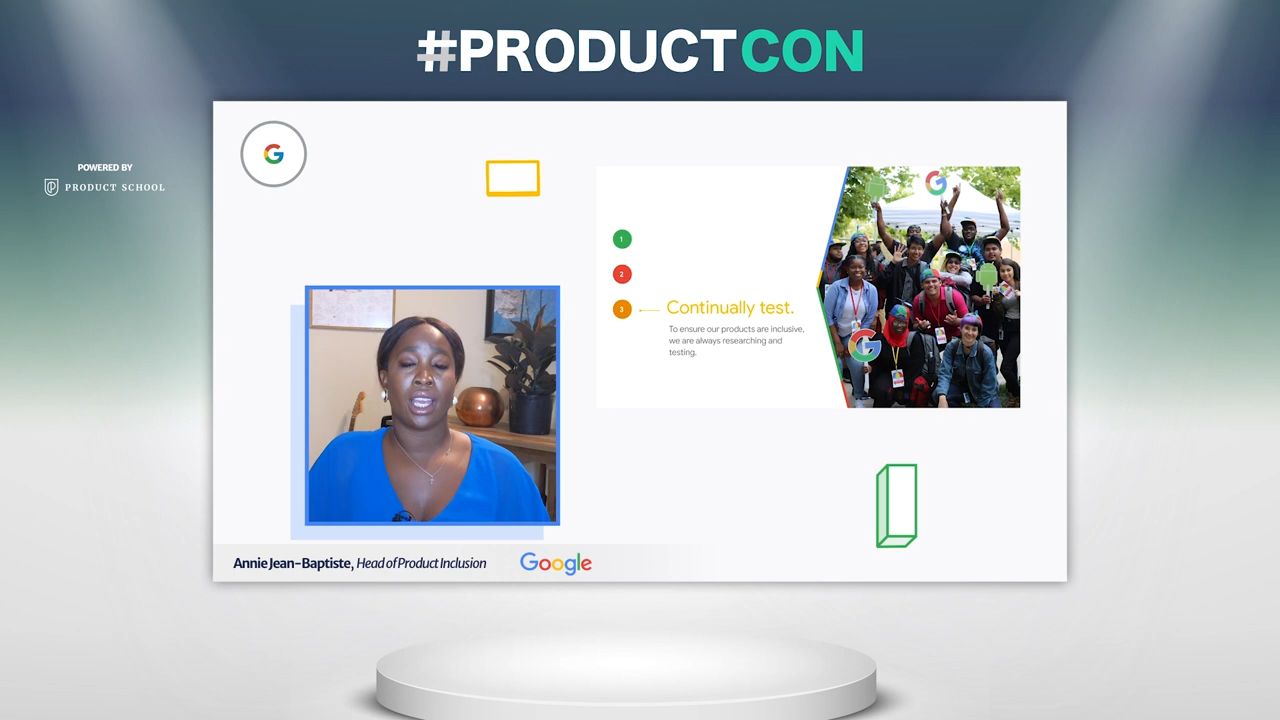 #PRODUCTCON
POWERED BY
PRODUCT SCHOOL
1
2
3
Continually test.
To ensure our products are inclusive,
we are always researching and
testing.
Annie Jean-Baptiste, Head of Product Inclusion
Google